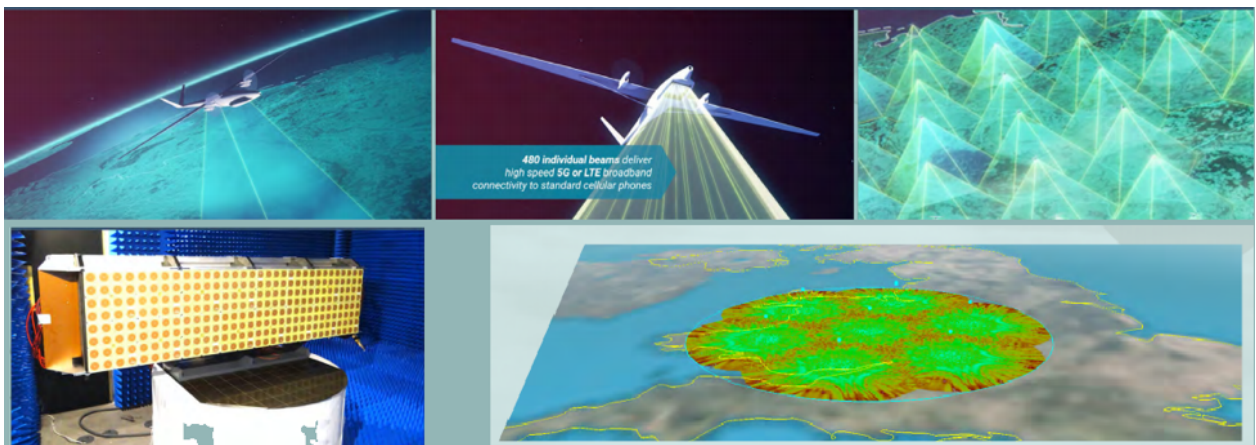 480 individual beams deliver
high speed 5G or LTE broadband
connectivity to standard cellular phones